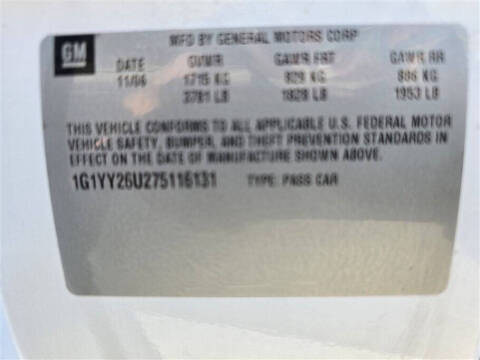 GM
MFD BY GENERAL MOTORS CORP
DATE GVWR GAWR FRT GAWR RR
11/06 1715 KG 829 KG 886 KG
3781 LB 1828 LB 1953 LB
THIS VEHICLE CONFORMS TO ALL APPLICABLE U.S. FEDERAL MOTOR
VEHICLE SAFETY, BUMPER, AND THEFT PREVENTION STANDARDS IN
EFFECT ON THE DATE OF MANUFACTURE SHOWN ABOVE.
1G1YY26U275116131 TYPE: PASS CAR